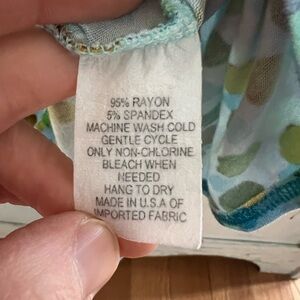 95% RAYON
5% SPANDEX
MACHINE WASH COLD
GENTLE CYCLE
ONLY NON-CHLORINE
BLEACH WHEN
NEEDED
HANG TO DRY
MADE IN U.S.A OF
IMPORTED FABRIC